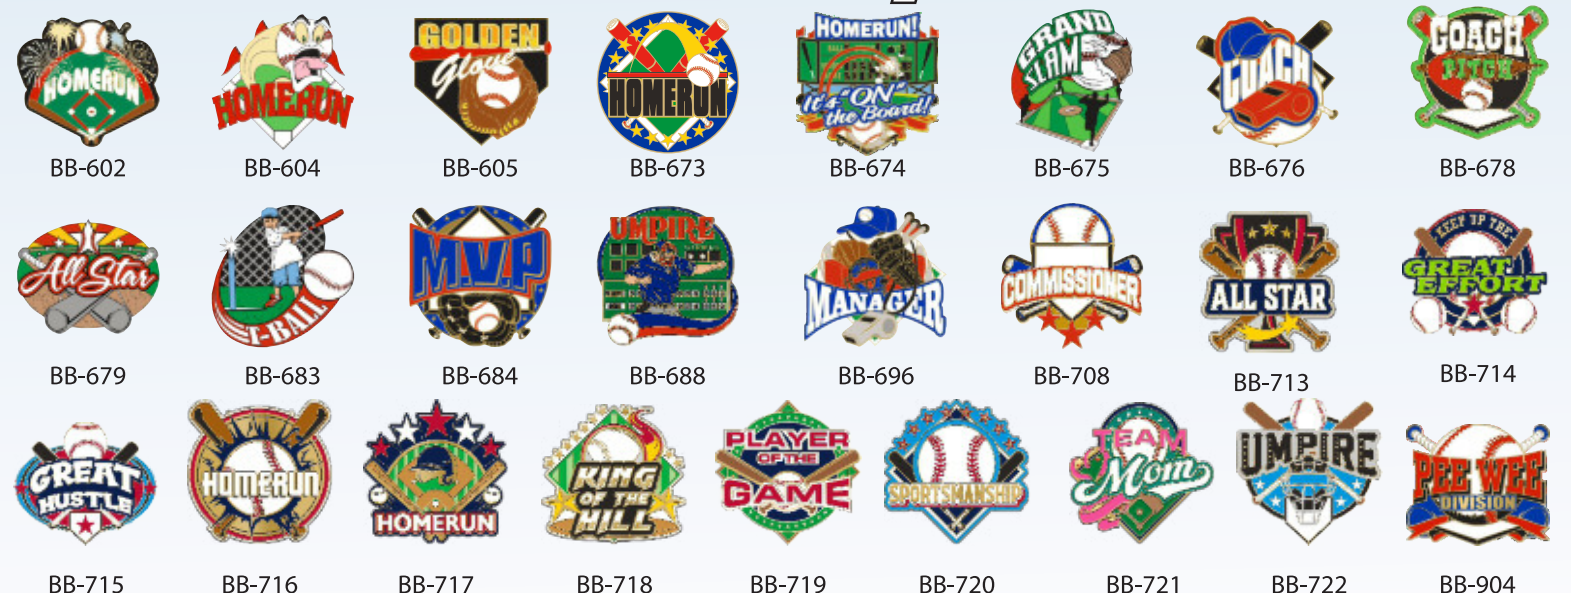 HOMERUN
HOMERUN
GOLDEN
Glove
HOMERUN
HOMERUN!
It's "ON"
the Board!
GRAND
SLAM
COACH
COACH
PITCH
BB-602 BB-604 BB-605 BB-673 BB-674 BB-675 BB-676 BB-678
All Star
T-BALL
M.V.P.
UMPIRE
MANAGER
COMMISSIONER
ALL STAR
KEEP UP THE
GREAT
EFFORT
BB-679 BB-683 BB-684 BB-688 BB-696 BB-708 BB-713 BB-714
GREAT
HUSTLE
HOMERUN
HOMERUN
KING
OF THE
HILL
PLAYER
OF THE
GAME
SPORTSMANSHIP
TEAM
Mom
UMPIRE
PEE WEE
DIVISION
BB-715 BB-716 BB-717 BB-718 BB-719 BB-720 BB-721 BB-722 BB-904